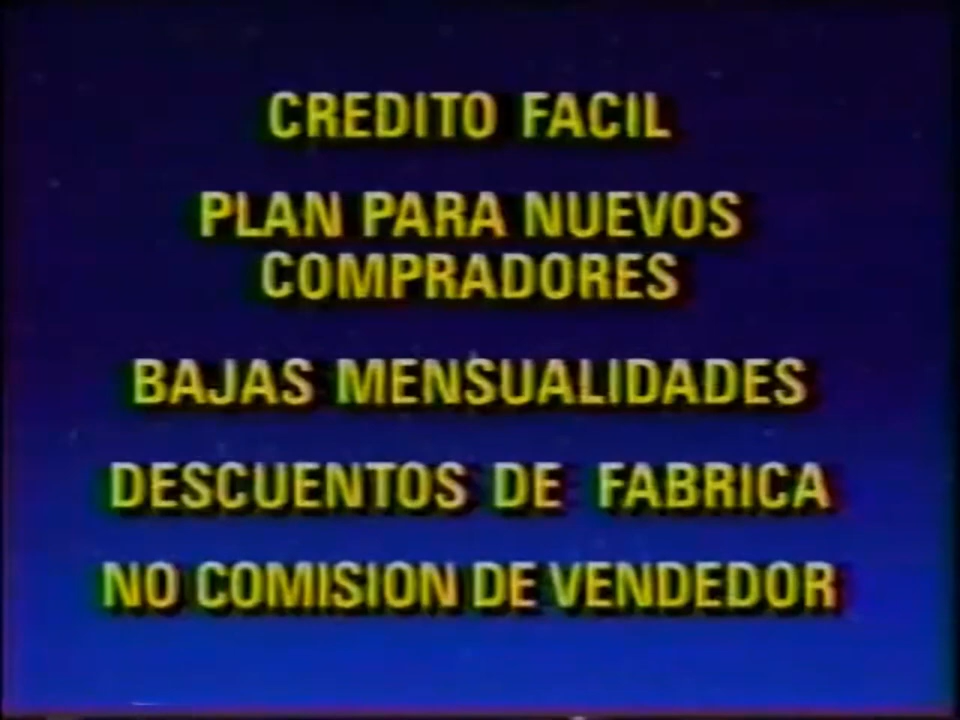 CREDITO FACIL
PLAN PARA NUEVOS
COMPRADORES
BAJAS MENSUALIDADES
DESCUENTOS DE FABRICA
NO COMISION DE VENDEDOR